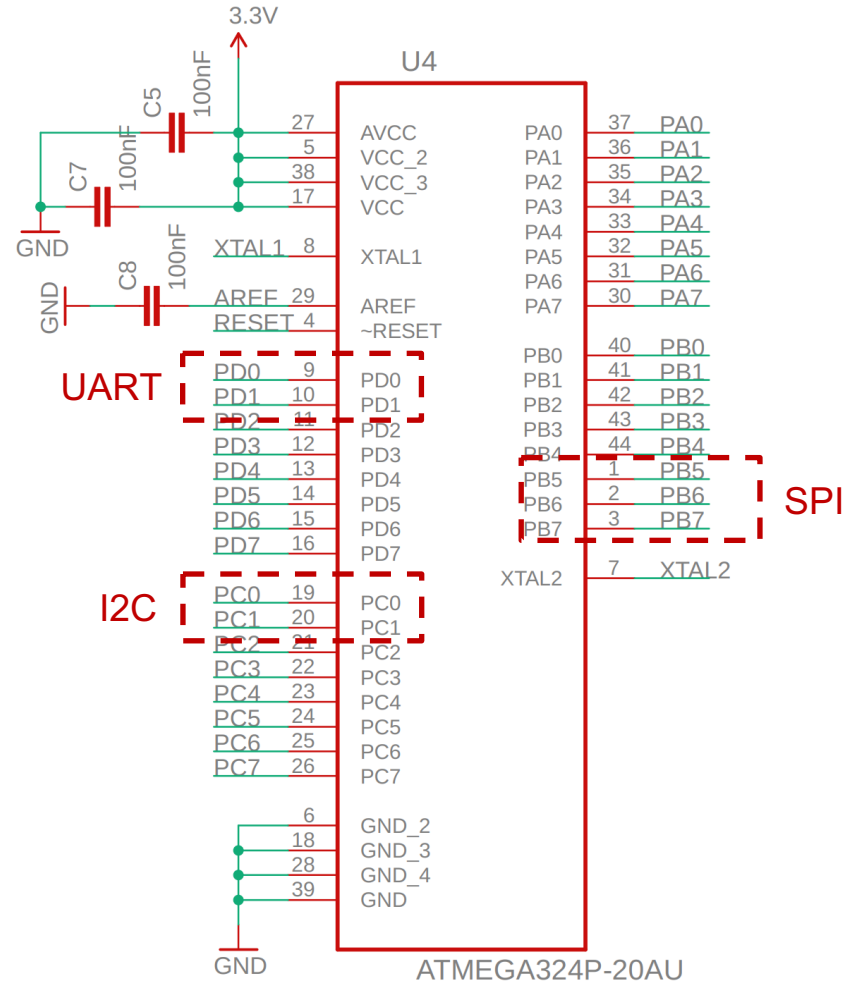 3.3V
U4
C5
100nF
C7
100nF
GND
27 AVCC PA0 37 PA0
5 VCC_2 PA1 36 PA1
38 VCC_3 PA2 35 PA2
17 VCC PA3 34 PA3
PA4 33 PA4
XTAL1 8 XTAL1 PA5 32 PA5
PA6 31 PA6
C8
100nF
GND
AREF 29 AREF PA7 30 PA7
RESET 4 ~RESET
PB0 40 PB0
UART
PD0 9 PD0 PB1 41 PB1
PD1 10 PD1 PB2 42 PB2
PD2 11 PD2 PB3 43 PB3
PD3 12 PD3 PB4 44 PB4
PD4 13 PD4 PB5 1 PB5
PD5 14 PD5 PB6 2 PB6
SPI
PD6 15 PD6 PB7 3 PB7
PD7 16 PD7
XTAL2 7 XTAL2
I2C
PC0 19 PC0
PC1 20 PC1
PC2 21 PC2
PC3 22 PC3
PC4 23 PC4
PC5 24 PC5
PC6 25 PC6
PC7 26 PC7
6 GND_2
18 GND_3
28 GND_4
39 GND
GND
ATMEGA324P-20AU